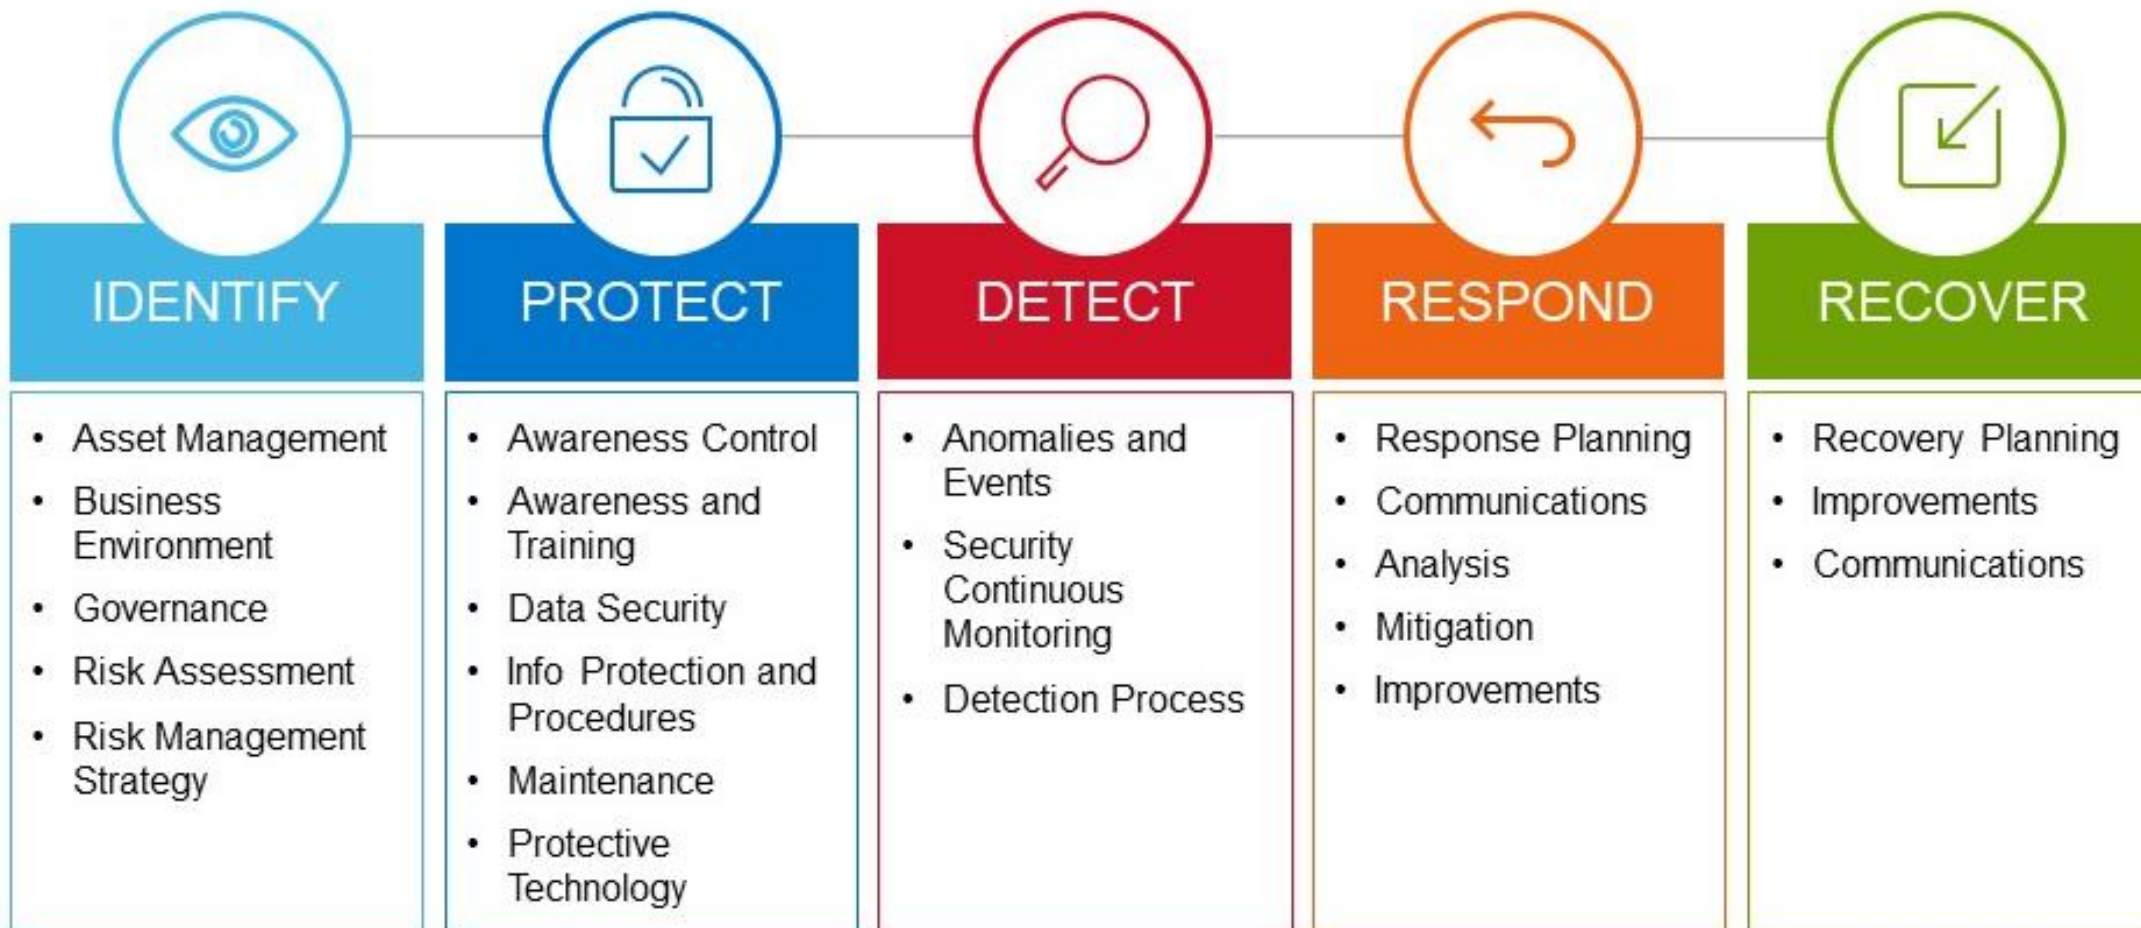 IDENTIFY
• Asset Management
• Business
Environment
• Governance
• Risk Assessment
• Risk Management
Strategy
PROTECT
• Awareness Control
• Awareness and
Training
• Data Security
• Info Protection and
Procedures
• Maintenance
• Protective
Technology
DETECT
• Anomalies and
Events
• Security
Continuous
Monitoring
• Detection Process
RESPOND
• Response Planning
• Communications
• Analysis
• Mitigation
• Improvements
RECOVER
• Recovery Planning
• Improvements
• Communications